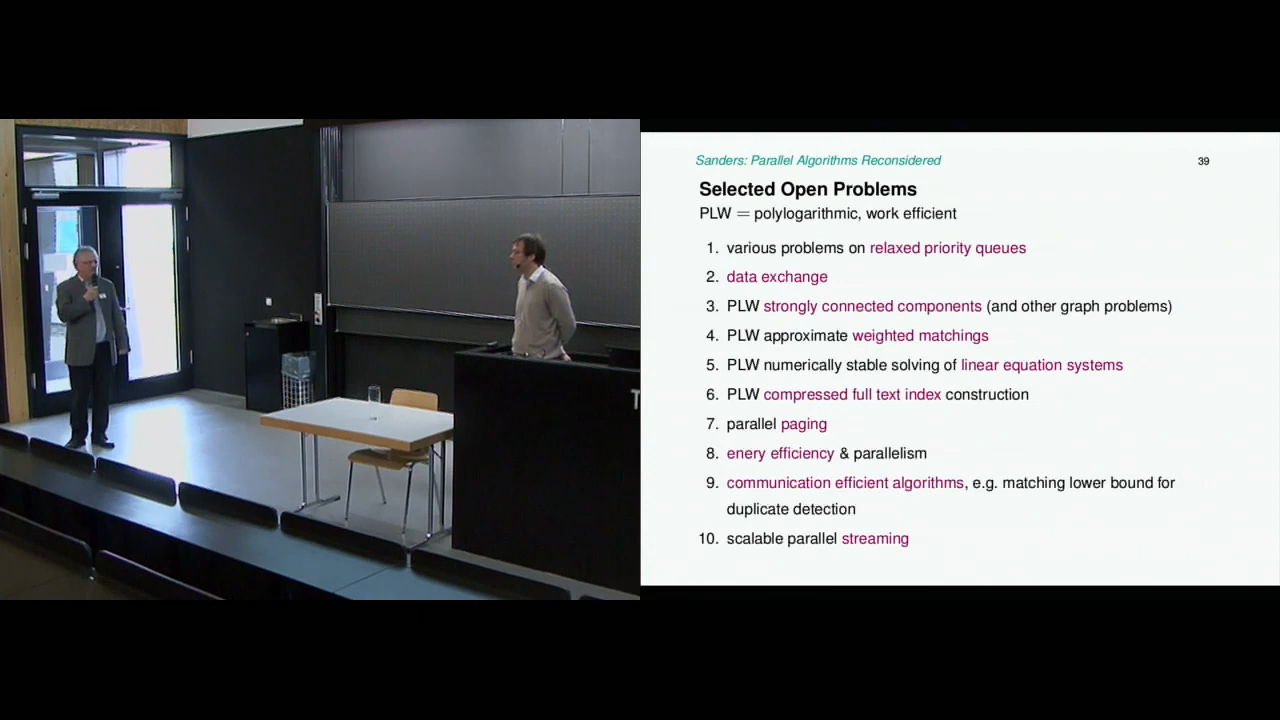 Sanders: Parallel Algorithms Reconsidered 39
Selected Open Problems
PLW = polylogarithmic, work efficient
1. various problems on relaxed priority queues
2. data exchange
3. PLW strongly connected components (and other graph problems)
4. PLW approximate weighted matchings
5. PLW numerically stable solving of linear equation systems
6. PLW compressed full text index construction
7. parallel paging
8. enery efficiency & parallelism
9. communication efficient algorithms, e.g. matching lower bound for
duplicate detection
10. scalable parallel streaming